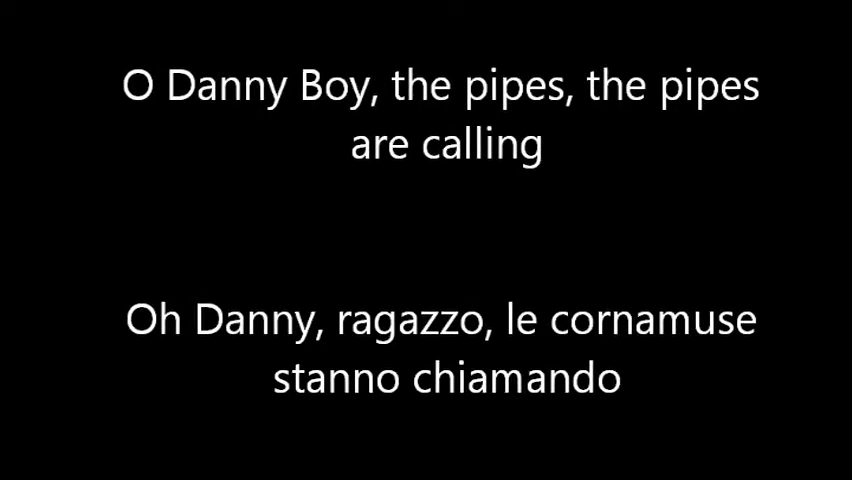 O Danny Boy, the pipes, the pipes
are calling
Oh Danny, ragazzo, le cornamuse
stanno chiamando